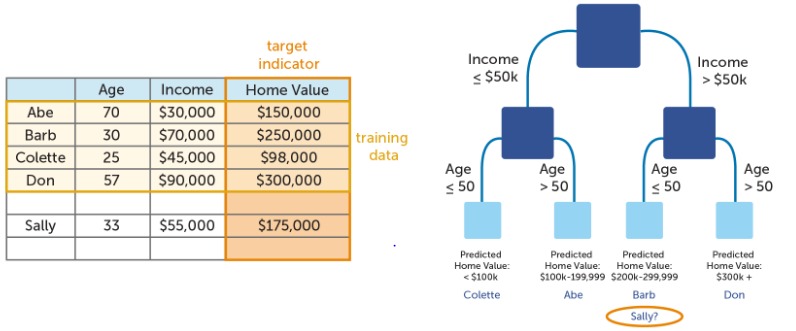 target
indicator
Age Income Home Value
Abe 70 $30,000 $150,000
Barb 30 $70,000 $250,000
Colette 25 $45,000 $98,000
Don 57 $90,000 $300,000
Sally 33 $55,000 $175,000
training
data
Income
≤ $50k
Income
> $50k
Age
≤ 50
Age
> 50
Age
≤ 50
Age
> 50
Predicted
Home Value:
< $100k
Colette
Predicted
Home Value:
$100k-199,999
Abe
Predicted
Home Value:
$200k-299,999
Barb
Sally?
Predicted
Home Value:
$300k +
Don